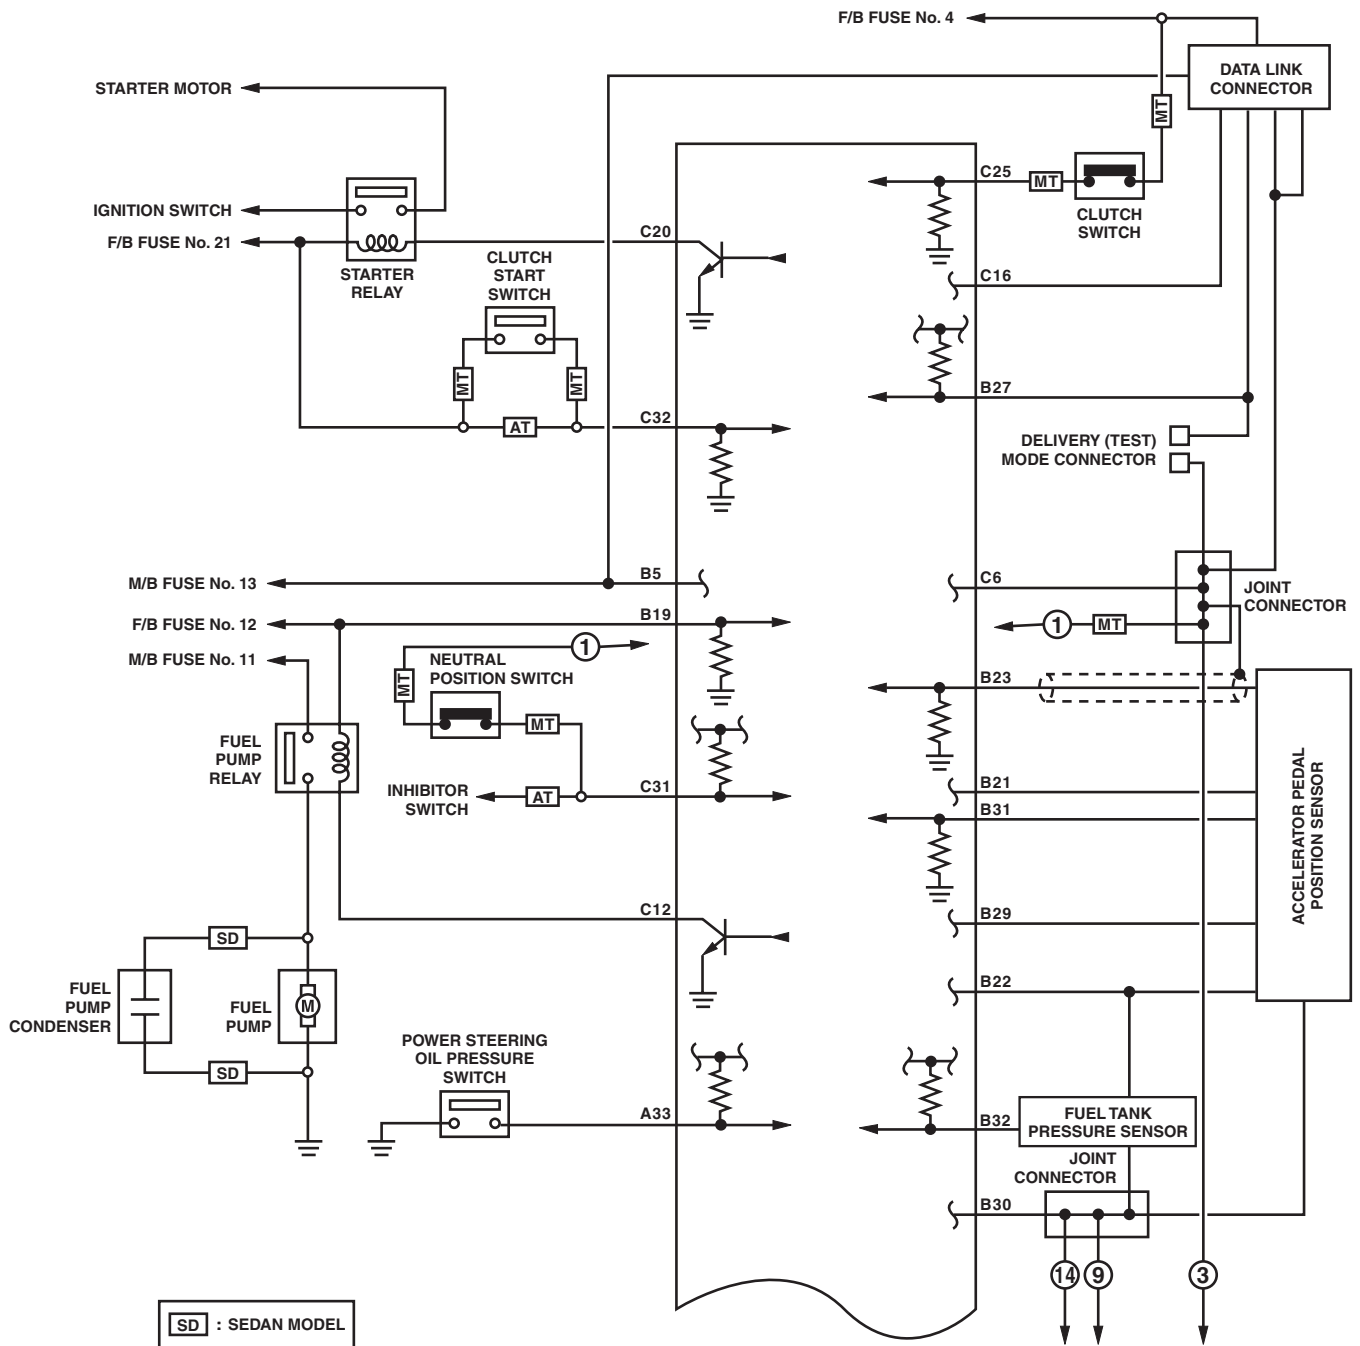 F/B FUSE No. 4
DATA LINK
CONNECTOR
STARTER MOTOR
MT
C25
MT
CLUTCH
SWITCH
IGNITION SWITCH
F/B FUSE No. 21
STARTER
RELAY
C20
CLUTCH
START
SWITCH
C16
MT
MT
AT
C32
B27
DELIVERY (TEST)
MODE CONNECTOR
M/B FUSE No. 13
B5
C6
JOINT
CONNECTOR
F/B FUSE No. 12
B19
1
MT
M/B FUSE No. 11
1
NEUTRAL
POSITION SWITCH
MT
MT
B23
FUEL
PUMP
RELAY
INHIBITOR
SWITCH
AT
C31
B21
B31
ACCELERATOR PEDAL
POSITION SENSOR
C12
B29
SD
FUEL
PUMP
CONDENSER
FUEL
PUMP
M
SD
B22
POWER STEERING
OIL PRESSURE
SWITCH
A33
B32
FUEL TANK
PRESSURE SENSOR
JOINT
CONNECTOR
B30
14
9
3
SD : SEDAN MODEL